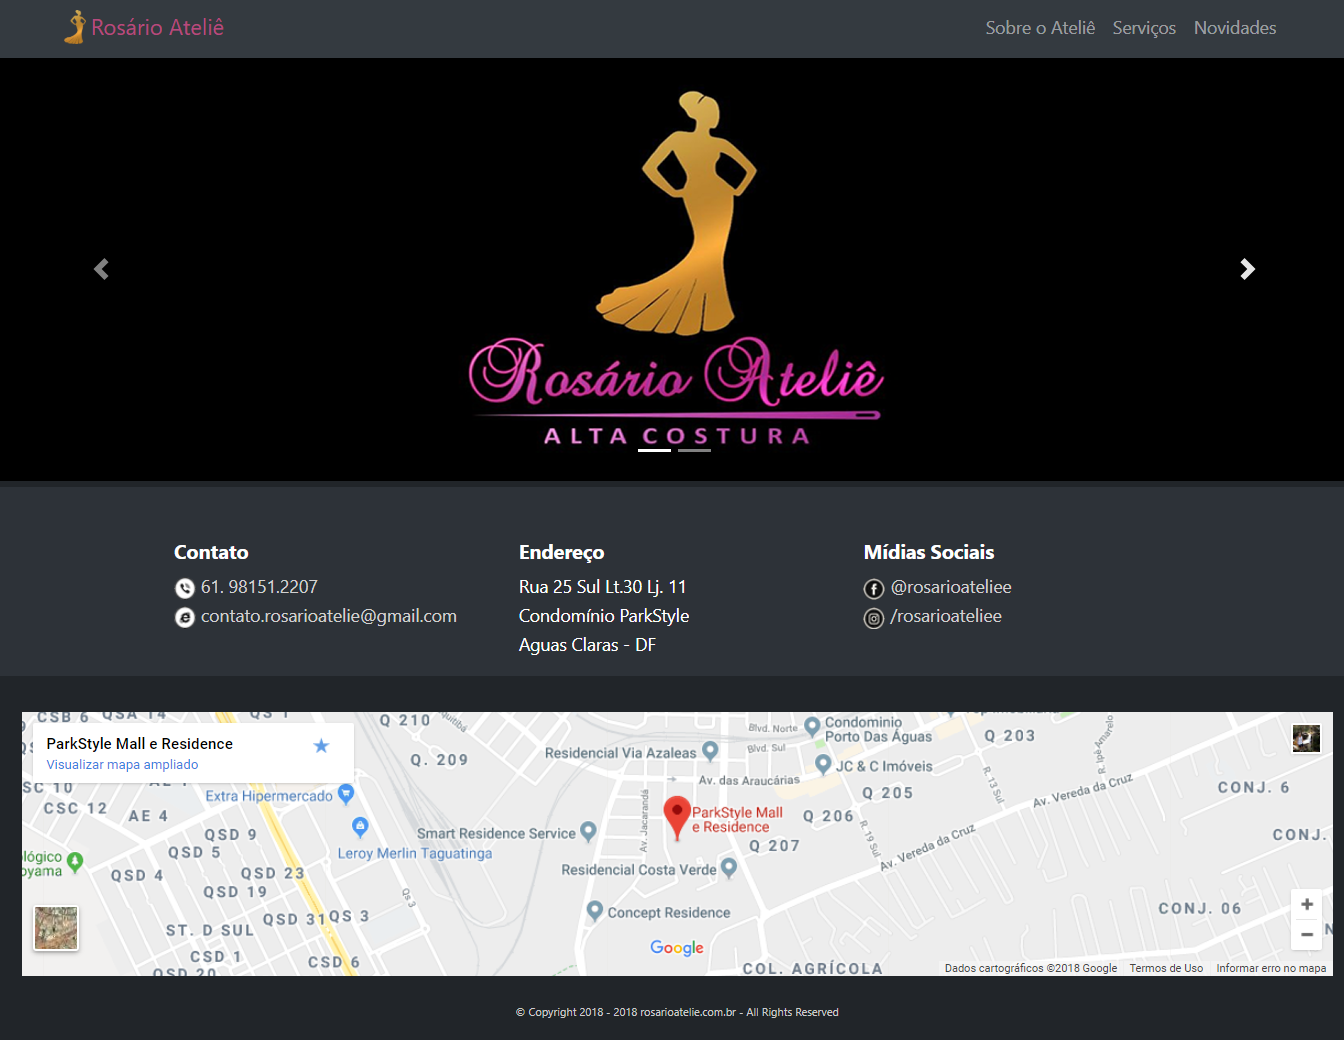 Rosário Ateliê
Sobre o Ateliê
Serviços
Novidades
Rosário Ateliê
ALTA COSTURA
Contato
61. 98151.2207
contato.rosarioatelie@gmail.com
Endereço
Rua 25 Sul Lt.30 Lj. 11
Condomínio ParkStyle
Aguas Claras - DF
Mídias Sociais
@rosarioateliee
/rosarioateliee
CSB 6
QSA 14
QS 1
Q 210
ParkStyle Mall e Residence
Visualizar mapa ampliado
Q. 209
Residencial Via Azaleas
Blvd. Norte
Blvd. Sul
Condominio
Porto Das Águas
Q 203
R. Ipê Amarelo
JC & C Imóveis
Av. das Araucárias
R. 13 Sul
Av. Vereda da Cruz
CONJ. 6
SC 10
CSC 12
AE 4
Extra Hipermercado
Q 205
ParkStyle Mall
e Residence
Q 206
Av. Jacarandá
R. 19 Sul
Av. Vereda da Cruz
CONJ.
QSD 9
QSD 5
Smart Residence Service
Leroy Merlin Taguatinga
Q 207
ológico
oyama
QSD 4
QSD 23
QSD 19
Residencial Costa Verde
Qs 3
QSD 31
QS 3
Concept Residence
CONJ. 06
ST. D SUL
CSD 1
CSD 6
QSD 20
Google
COL. AGRÍCOLA
Dados cartográficos ©2018 Google
Termos de Uso
Informar erro no mapa
© Copyright 2018 - 2018 rosarioatelie.com.br - All Rights Reserved